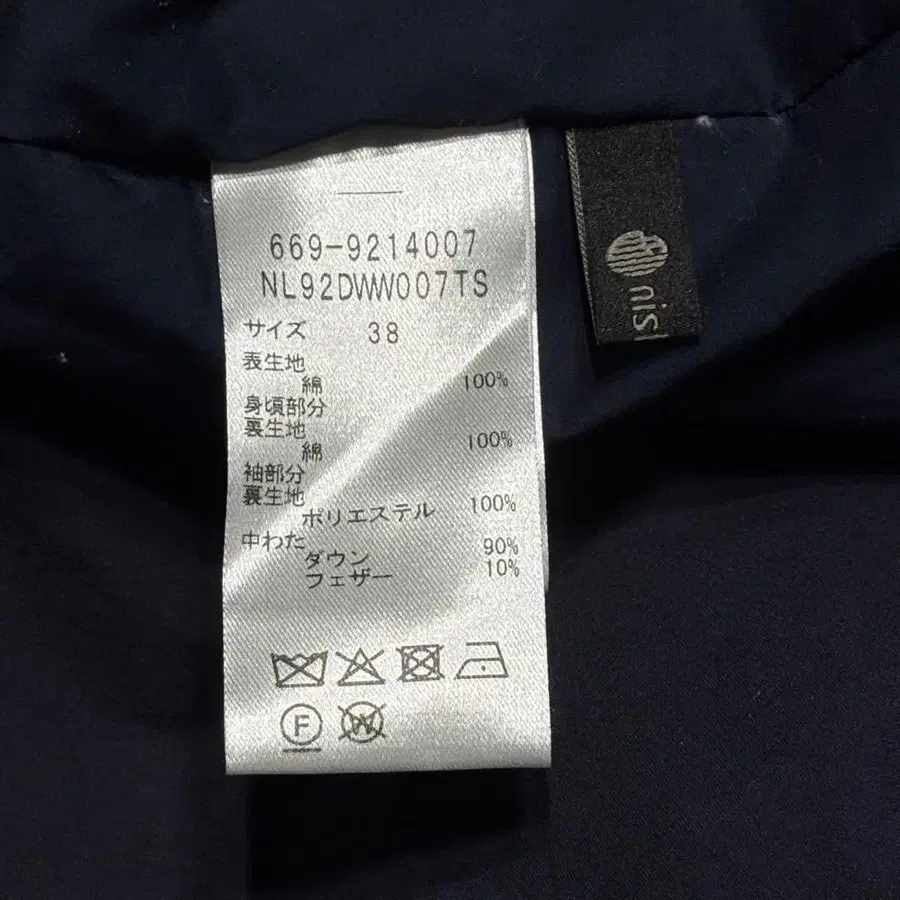 669-9214007
NL92DWW007TS
サイズ 38
表生地
綿 100%
身頃部分
裏生地
綿 100%
袖部分
裏生地
ポリエステル 100%
中わた
ダウン 90%
フェザー 10%
F
W